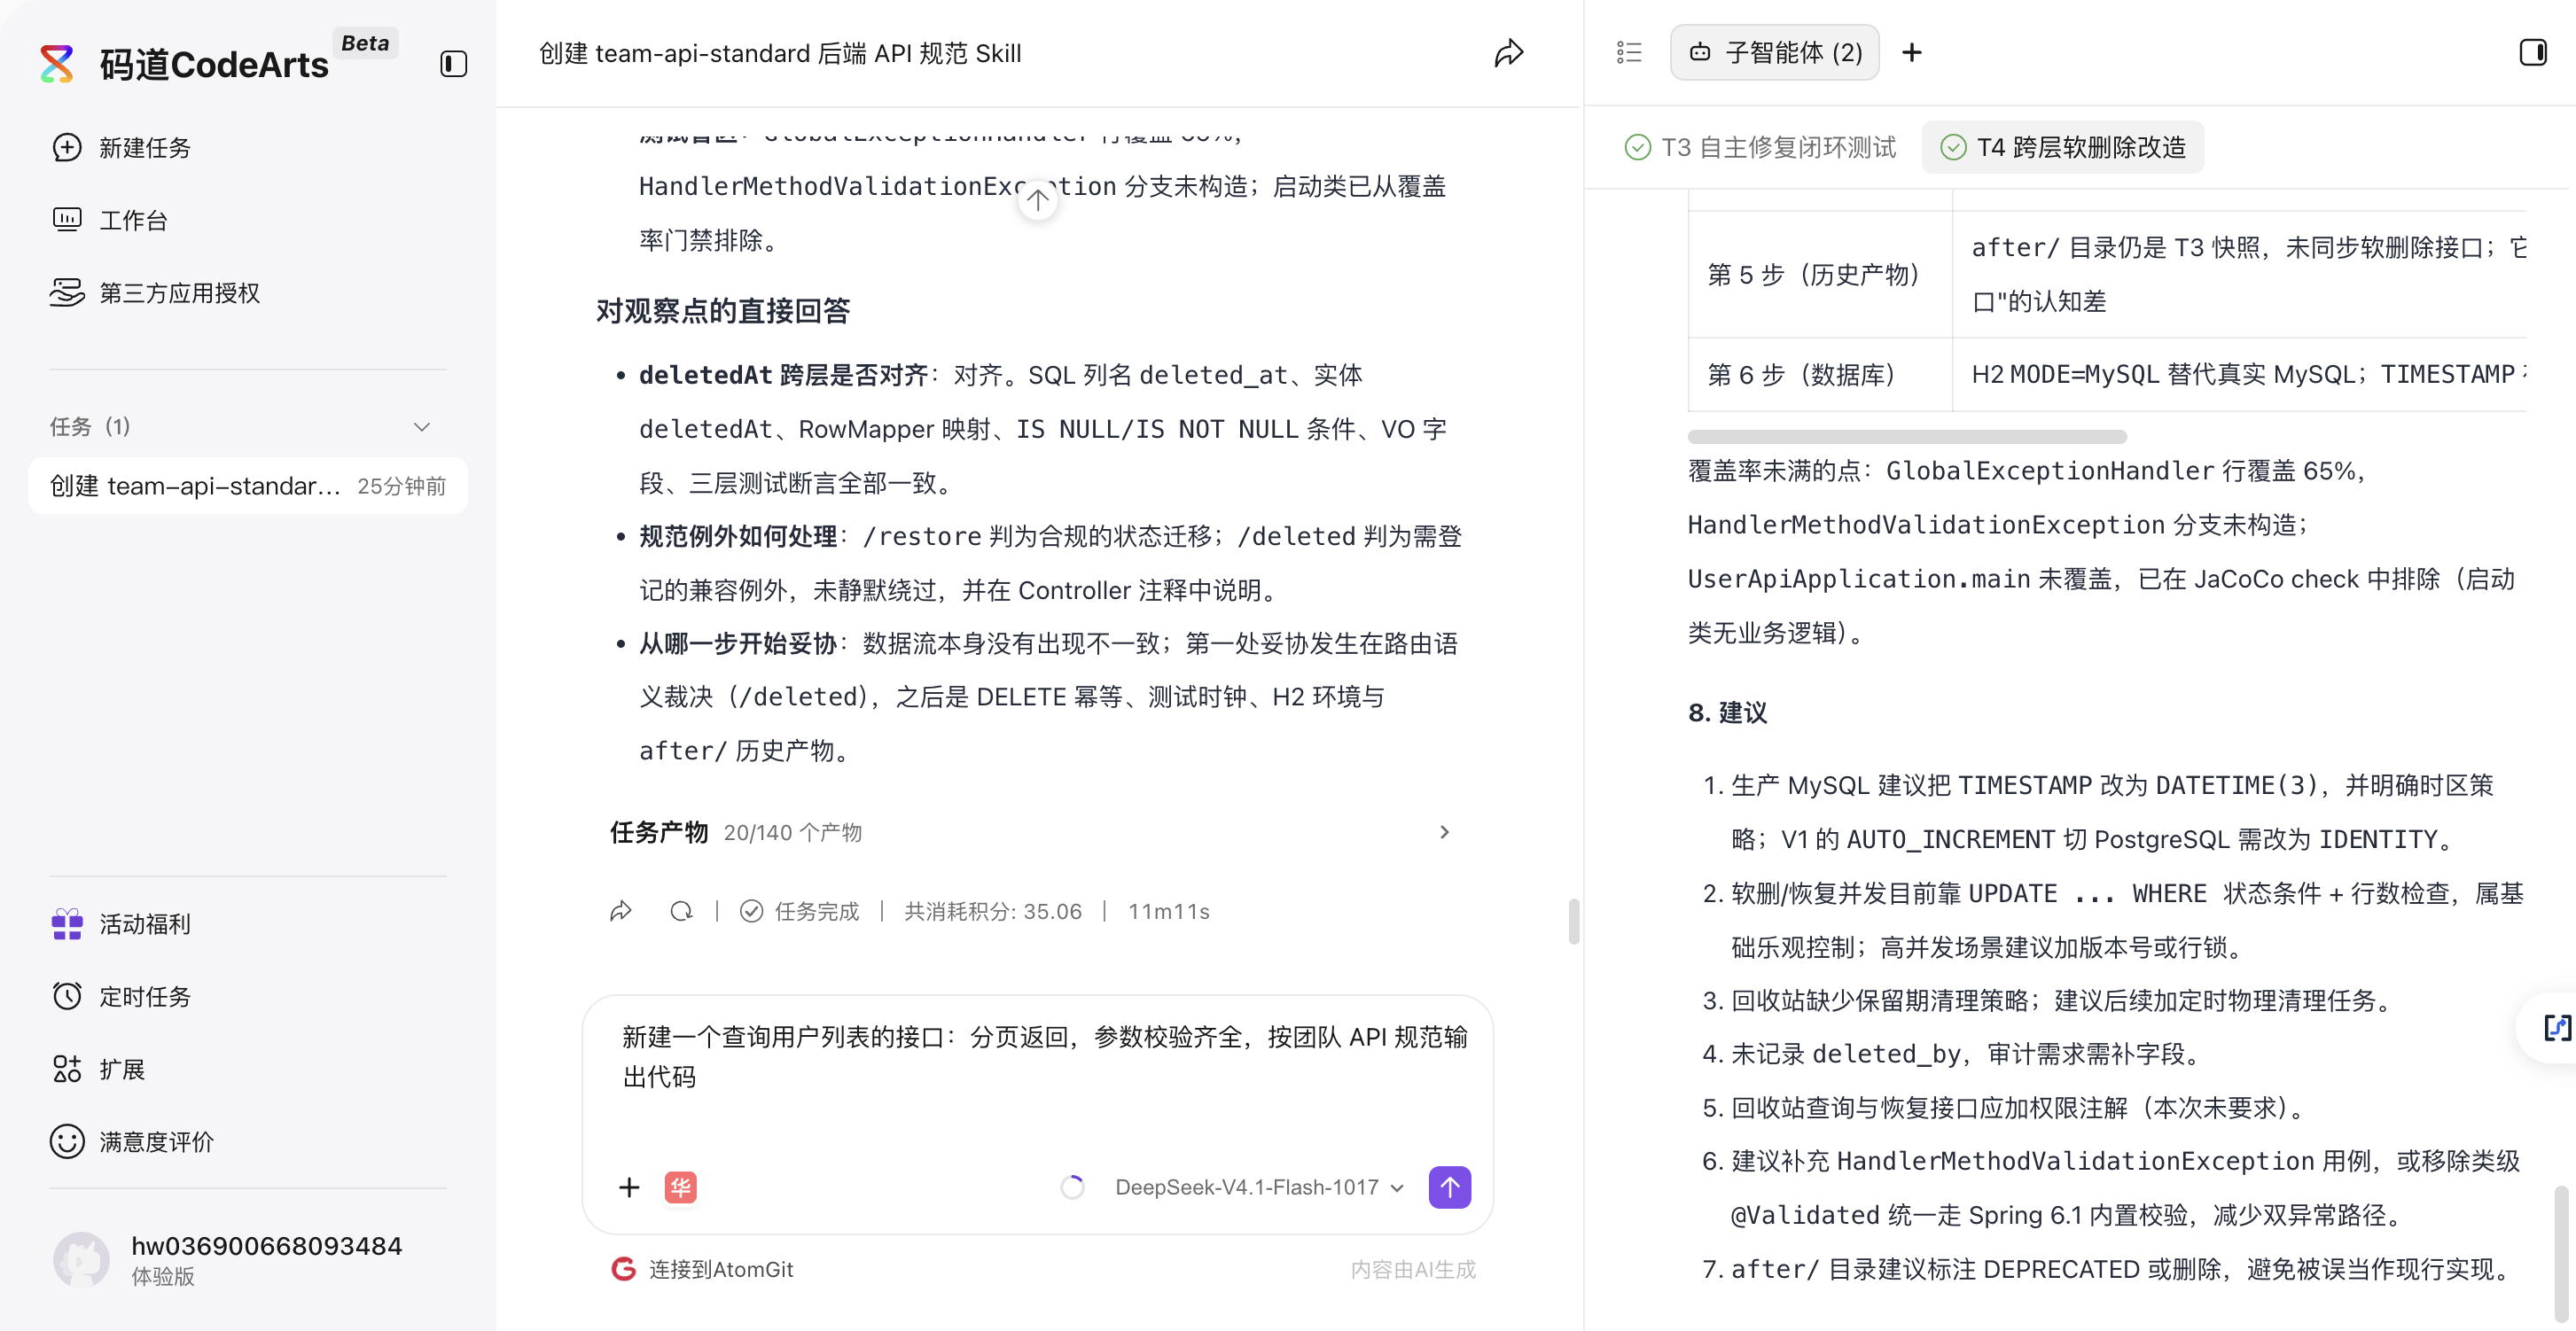 码道CodeArts
Beta
新建任务
工作台
第三方应用授权
任务（1）
创建 team-api-standar... 25分钟前
活动福利
定时任务
扩展
满意度评价
hw036900668093484
体验版
创建 team-api-standard 后端 API 规范 Skill
HandlerMethodValidationException 分支未构造；启动类已从覆盖
率门禁排除。
对观察点的直接回答
• deletedAt 跨层是否对齐：对齐。SQL 列名 deleted_at、实体
deletedAt、RowMapper 映射、IS NULL/IS NOT NULL 条件、VO 字
段、三层测试断言全部一致。
• 规范例外如何处理：/restore 判为合规的状态迁移；/deleted 判为需登
记的兼容例外，未静默绕过，并在 Controller 注释中说明。
• 从哪一步开始妥协：数据流本身没有出现不一致；第一处妥协发生在路由语
义裁决（/deleted），之后是 DELETE 幂等、测试时钟、H2 环境与
after/ 历史产物。
任务产物 20/140 个产物
任务完成 | 共消耗积分: 35.06 | 11m11s
新建一个查询用户列表的接口：分页返回，参数校验齐全，按团队 API 规范输
出代码
华
DeepSeek-V4.1-Flash-1017
连接到AtomGit
内容由AI生成
子智能体 (2)
T3 自主修复闭环测试
T4 跨层软删除改造
第 5 步（历史产物）
after/ 目录仍是 T3 快照，未同步软删除接口；它
口"的认知差
第 6 步（数据库）
H2 MODE=MySQL 替代真实 MySQL；TIMESTAMP
覆盖率未满的点：GlobalExceptionHandler 行覆盖 65%，
HandlerMethodValidationException 分支未构造；
UserApiApplication.main 未覆盖，已在 JaCoCo check 中排除（启动
类无业务逻辑）。
8. 建议
1. 生产 MySQL 建议把 TIMESTAMP 改为 DATETIME(3)，并明确时区策
略；V1 的 AUTO_INCREMENT 切 PostgreSQL 需改为 IDENTITY。
2. 软删/恢复并发目前靠 UPDATE ... WHERE 状态条件 + 行数检查，属基
础乐观控制；高并发场景建议加版本号或行锁。
3. 回收站缺少保留期清理策略；建议后续加定时物理清理任务。
4. 未记录 deleted_by，审计需求需补字段。
5. 回收站查询与恢复接口应加权限注解（本次未要求）。
6. 建议补充 HandlerMethodValidationException 用例，或移除类级
@Validated 统一走 Spring 6.1 内置校验，减少双异常路径。
7. after/ 目录建议标注 DEPRECATED 或删除，避免被误当作现行实现。